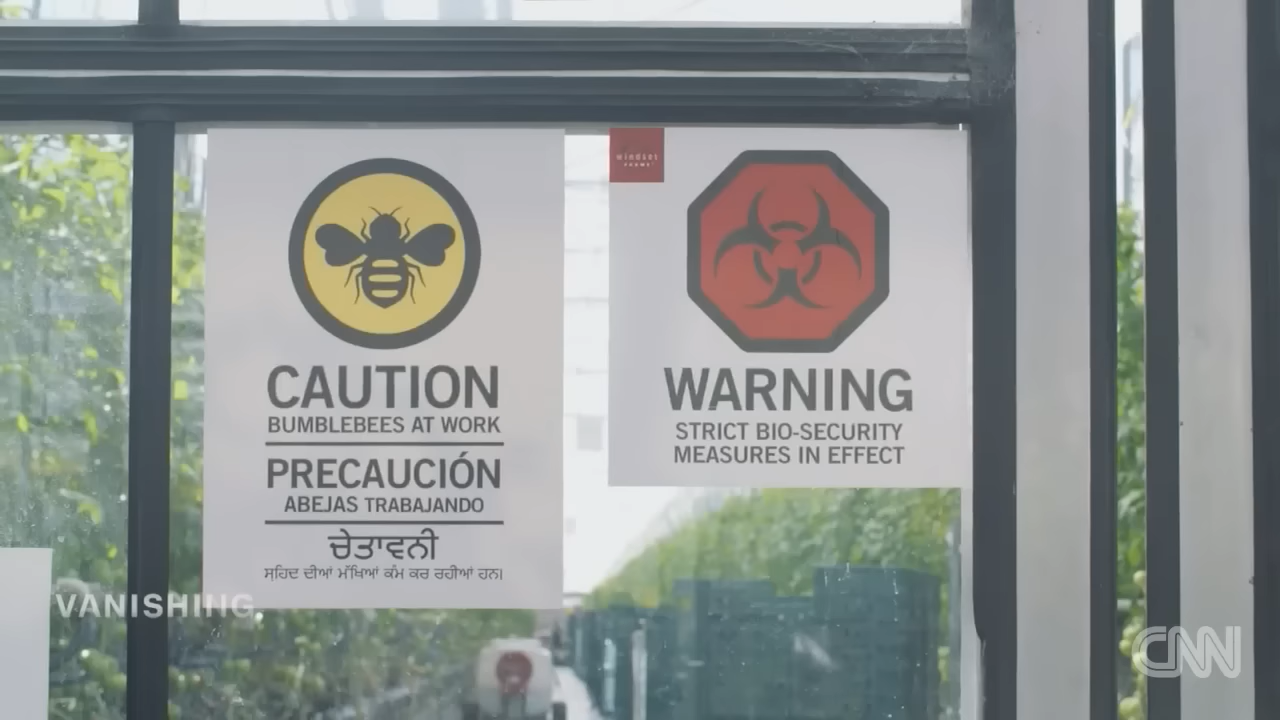 CAUTION
BUMBLEBEES AT WORK
PRECAUCIÓN
ABEJAS TRABAJANDO
ਚੇਤਾਵਨੀ
ਸ਼ਹਿਦ ਦੀਆਂ ਮੱਖਿਆਂ ਕੰਮ ਕਰ ਰਹੀਆਂ ਹਨ।
windset
WARNING
STRICT BIO-SECURITY
MEASURES IN EFFECT
VANISHING
CNN